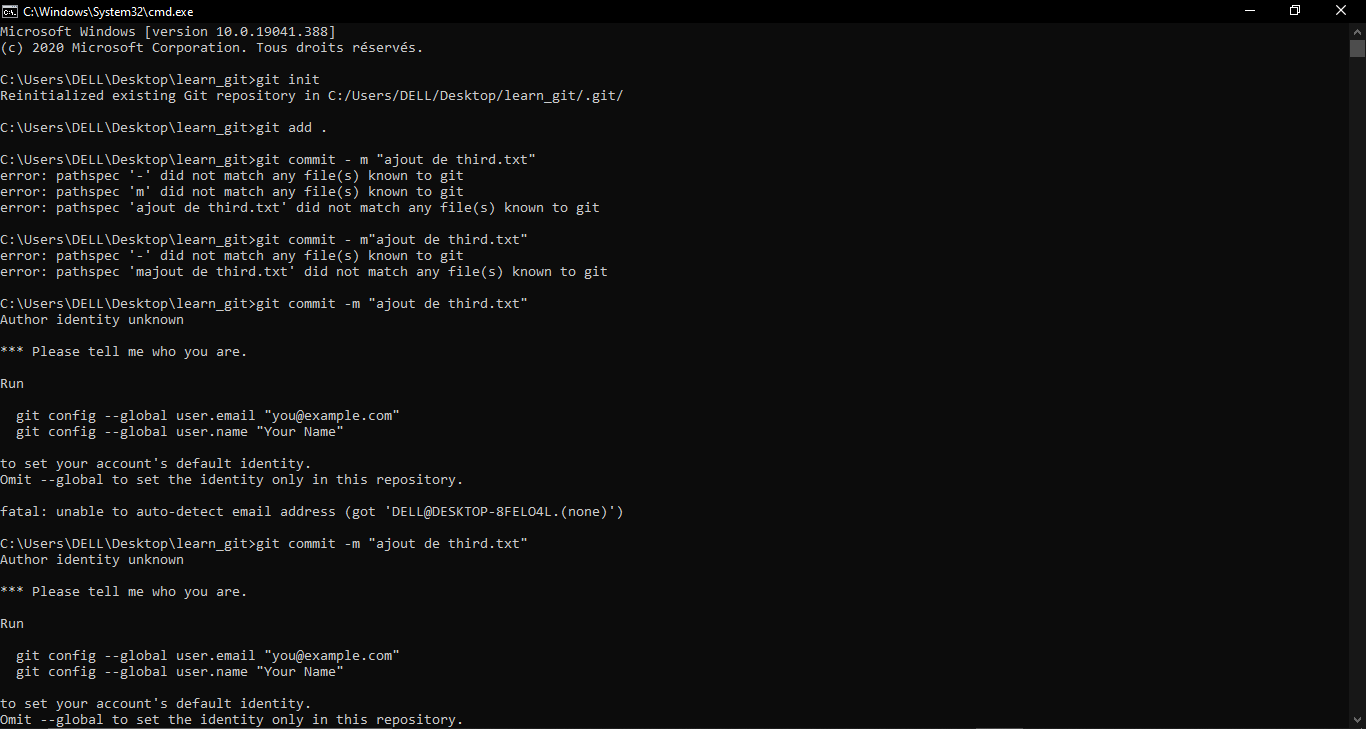 C:\Windows\System32\cmd.exe
Microsoft Windows [version 10.0.19041.388]
(c) 2020 Microsoft Corporation. Tous droits réservés.
C:\Users\DELL\Desktop\learn_git>git init
Reinitialized existing Git repository in C:/Users/DELL/Desktop/learn_git/.git/
C:\Users\DELL\Desktop\learn_git>git add .
C:\Users\DELL\Desktop\learn_git>git commit - m "ajout de third.txt"
error: pathspec '-' did not match any file(s) known to git
error: pathspec 'm' did not match any file(s) known to git
error: pathspec 'ajout de third.txt' did not match any file(s) known to git
C:\Users\DELL\Desktop\learn_git>git commit - m"ajout de third.txt"
error: pathspec '-' did not match any file(s) known to git
error: pathspec 'majout de third.txt' did not match any file(s) known to git
C:\Users\DELL\Desktop\learn_git>git commit -m "ajout de third.txt"
Author identity unknown
*** Please tell me who you are.
Run
git config --global user.email "you@example.com"
git config --global user.name "Your Name"
to set your account's default identity.
Omit --global to set the identity only in this repository.
fatal: unable to auto-detect email address (got 'DELL@DESKTOP-8FELO4L.(none)')
C:\Users\DELL\Desktop\learn_git>git commit -m "ajout de third.txt"
Author identity unknown
*** Please tell me who you are.
Run
git config --global user.email "you@example.com"
git config --global user.name "Your Name"
to set your account's default identity.
Omit --global to set the identity only in this repository.